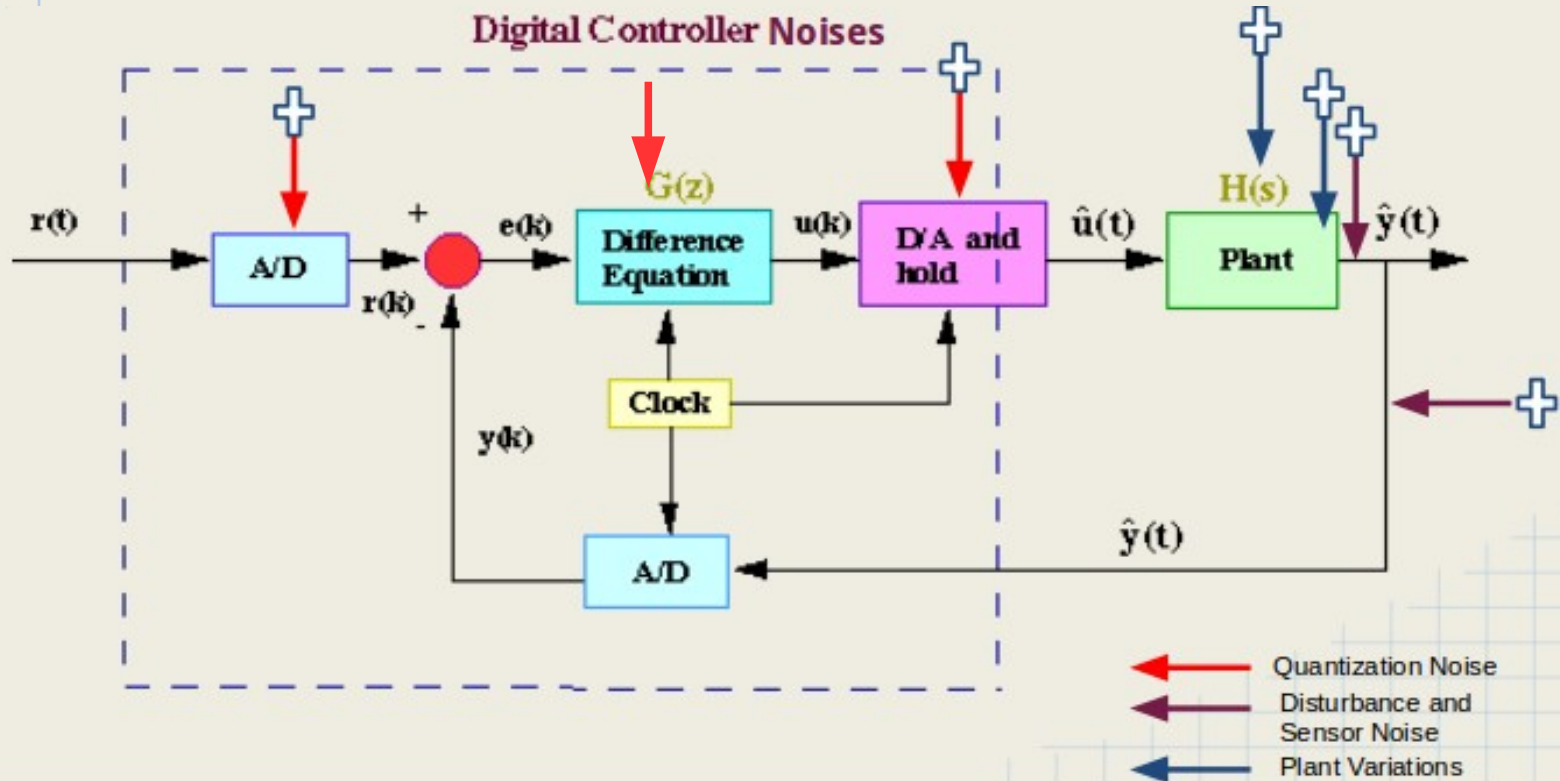 Digital Controller Noises
G(z)
H(s)
r(t)
+
e(k)
u(k)
û(t)
ŷ(t)
A/D
Difference
Equation
D/A and
hold
Plant
r(k)
-
Clock
y(k)
ŷ(t)
A/D
Quantization Noise
Disturbance and
Sensor Noise
Plant Variations